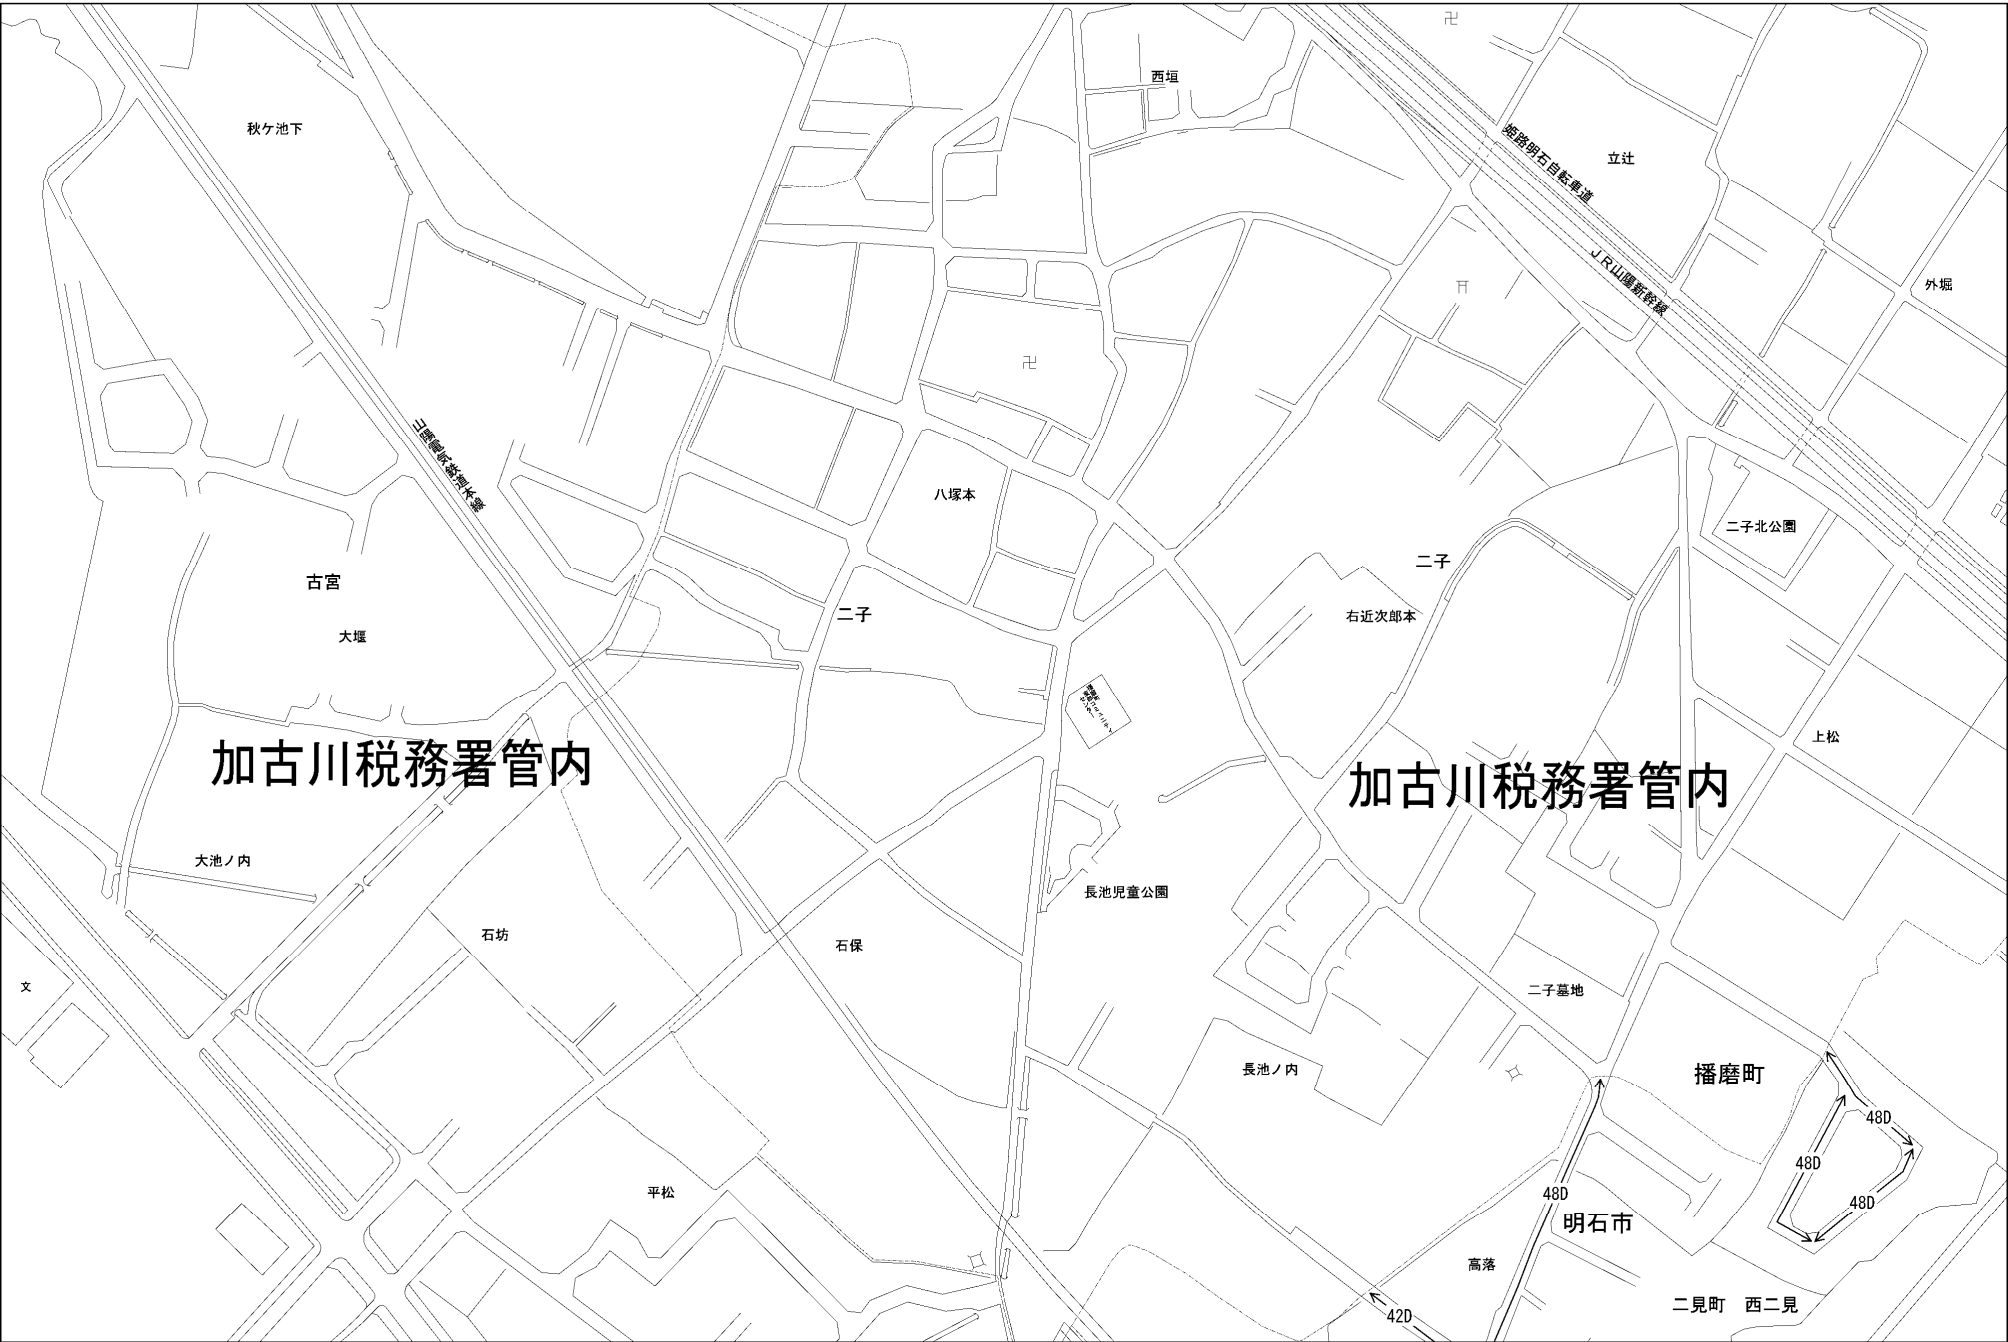 西垣
秋ケ池下
姫路明石自転車道
立辻
JR山陽新幹線
外堀
山陽電気鉄道本線
八塚本
二子北公園
二子
古宮
右近次郎本
二子
大堰
上松
加古川税務署管内
加古川税務署管内
大池ノ内
長池児童公園
石坊
石保
文
二子墓地
長池ノ内
播磨町
48D
48D
平松
48D
48D
明石市
高落
二見町 西二見
42D